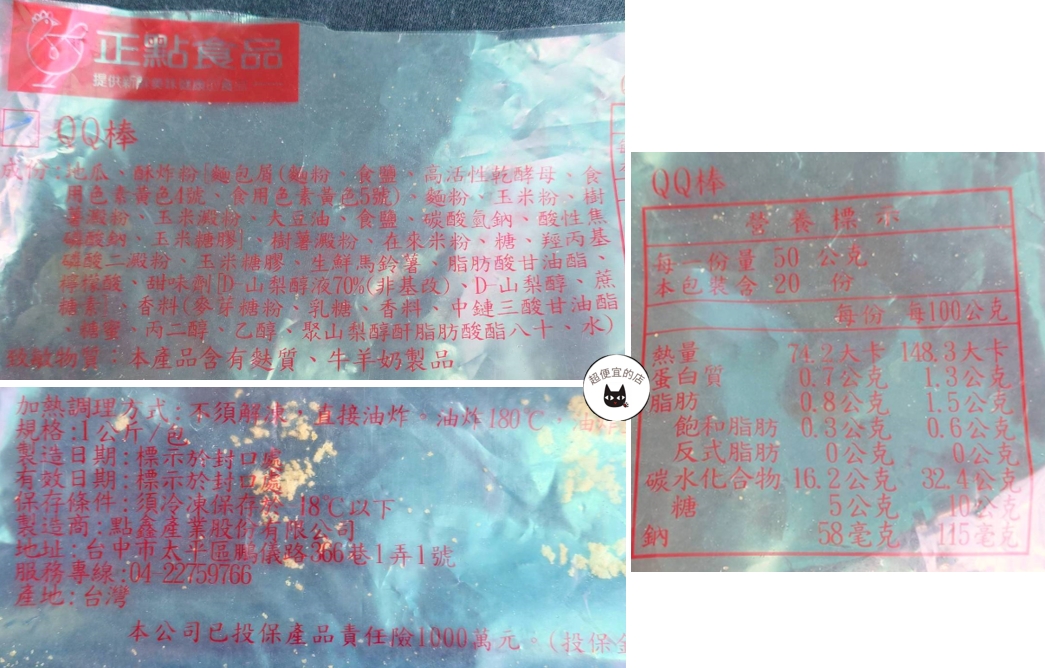 正點食品
QQ棒
成份:地瓜、酥炸粉[麵包屑(麵粉、食鹽、高活性乾酵母、食
用色素黃色4號、食用色素黃色5號)、麵粉、玉米粉、樹
薯澱粉、玉米澱粉、大豆油、食鹽、碳酸氫鈉、酸性焦
磷酸鈉、玉米糖膠]、樹薯澱粉、在來米粉、糖、羥丙基
磷酸二澱粉、玉米糖膠、生鮮馬鈴薯、脂肪酸甘油酯、
檸檬酸、甜味劑[D-山梨醇液70%(非基改)、D-山梨醇、蔗
糖素]、香料(麥芽糖粉、乳糖、香料、中鏈三酸甘油酯
、糖蜜、丙二醇、乙醇、聚山梨醇酐脂肪酸酯八十、水)
致敏物質:本產品含有麩質、牛羊奶製品
加熱調理方式:不須解凍,直接油炸。油炸180℃,
規格:1公斤/包
製造日期:標示於封口處
有效日期:標示於封口處
保存條件:須冷凍保存於-18℃以下
製造商:點鑫產業股份有限公司
地址:台中市太平區鵬儀路366巷1弄1號
服務專線:04-22759766
產地:台灣
本公司已投保產品責任險1000萬元。(投保
超便宜的店
QQ棒
營養標示
每一份量 50 公克
本包裝含 20 份
每份 每100公克
熱量 74.2大卡 148.3大卡
蛋白質 0.7公克 1.3公克
脂肪 0.8公克 1.5公克
飽和脂肪 0.3公克 0.6公克
反式脂肪 0公克 0公克
碳水化合物 16.2公克 32.4公克
糖 5公克 10公克
鈉 58毫克 115毫克